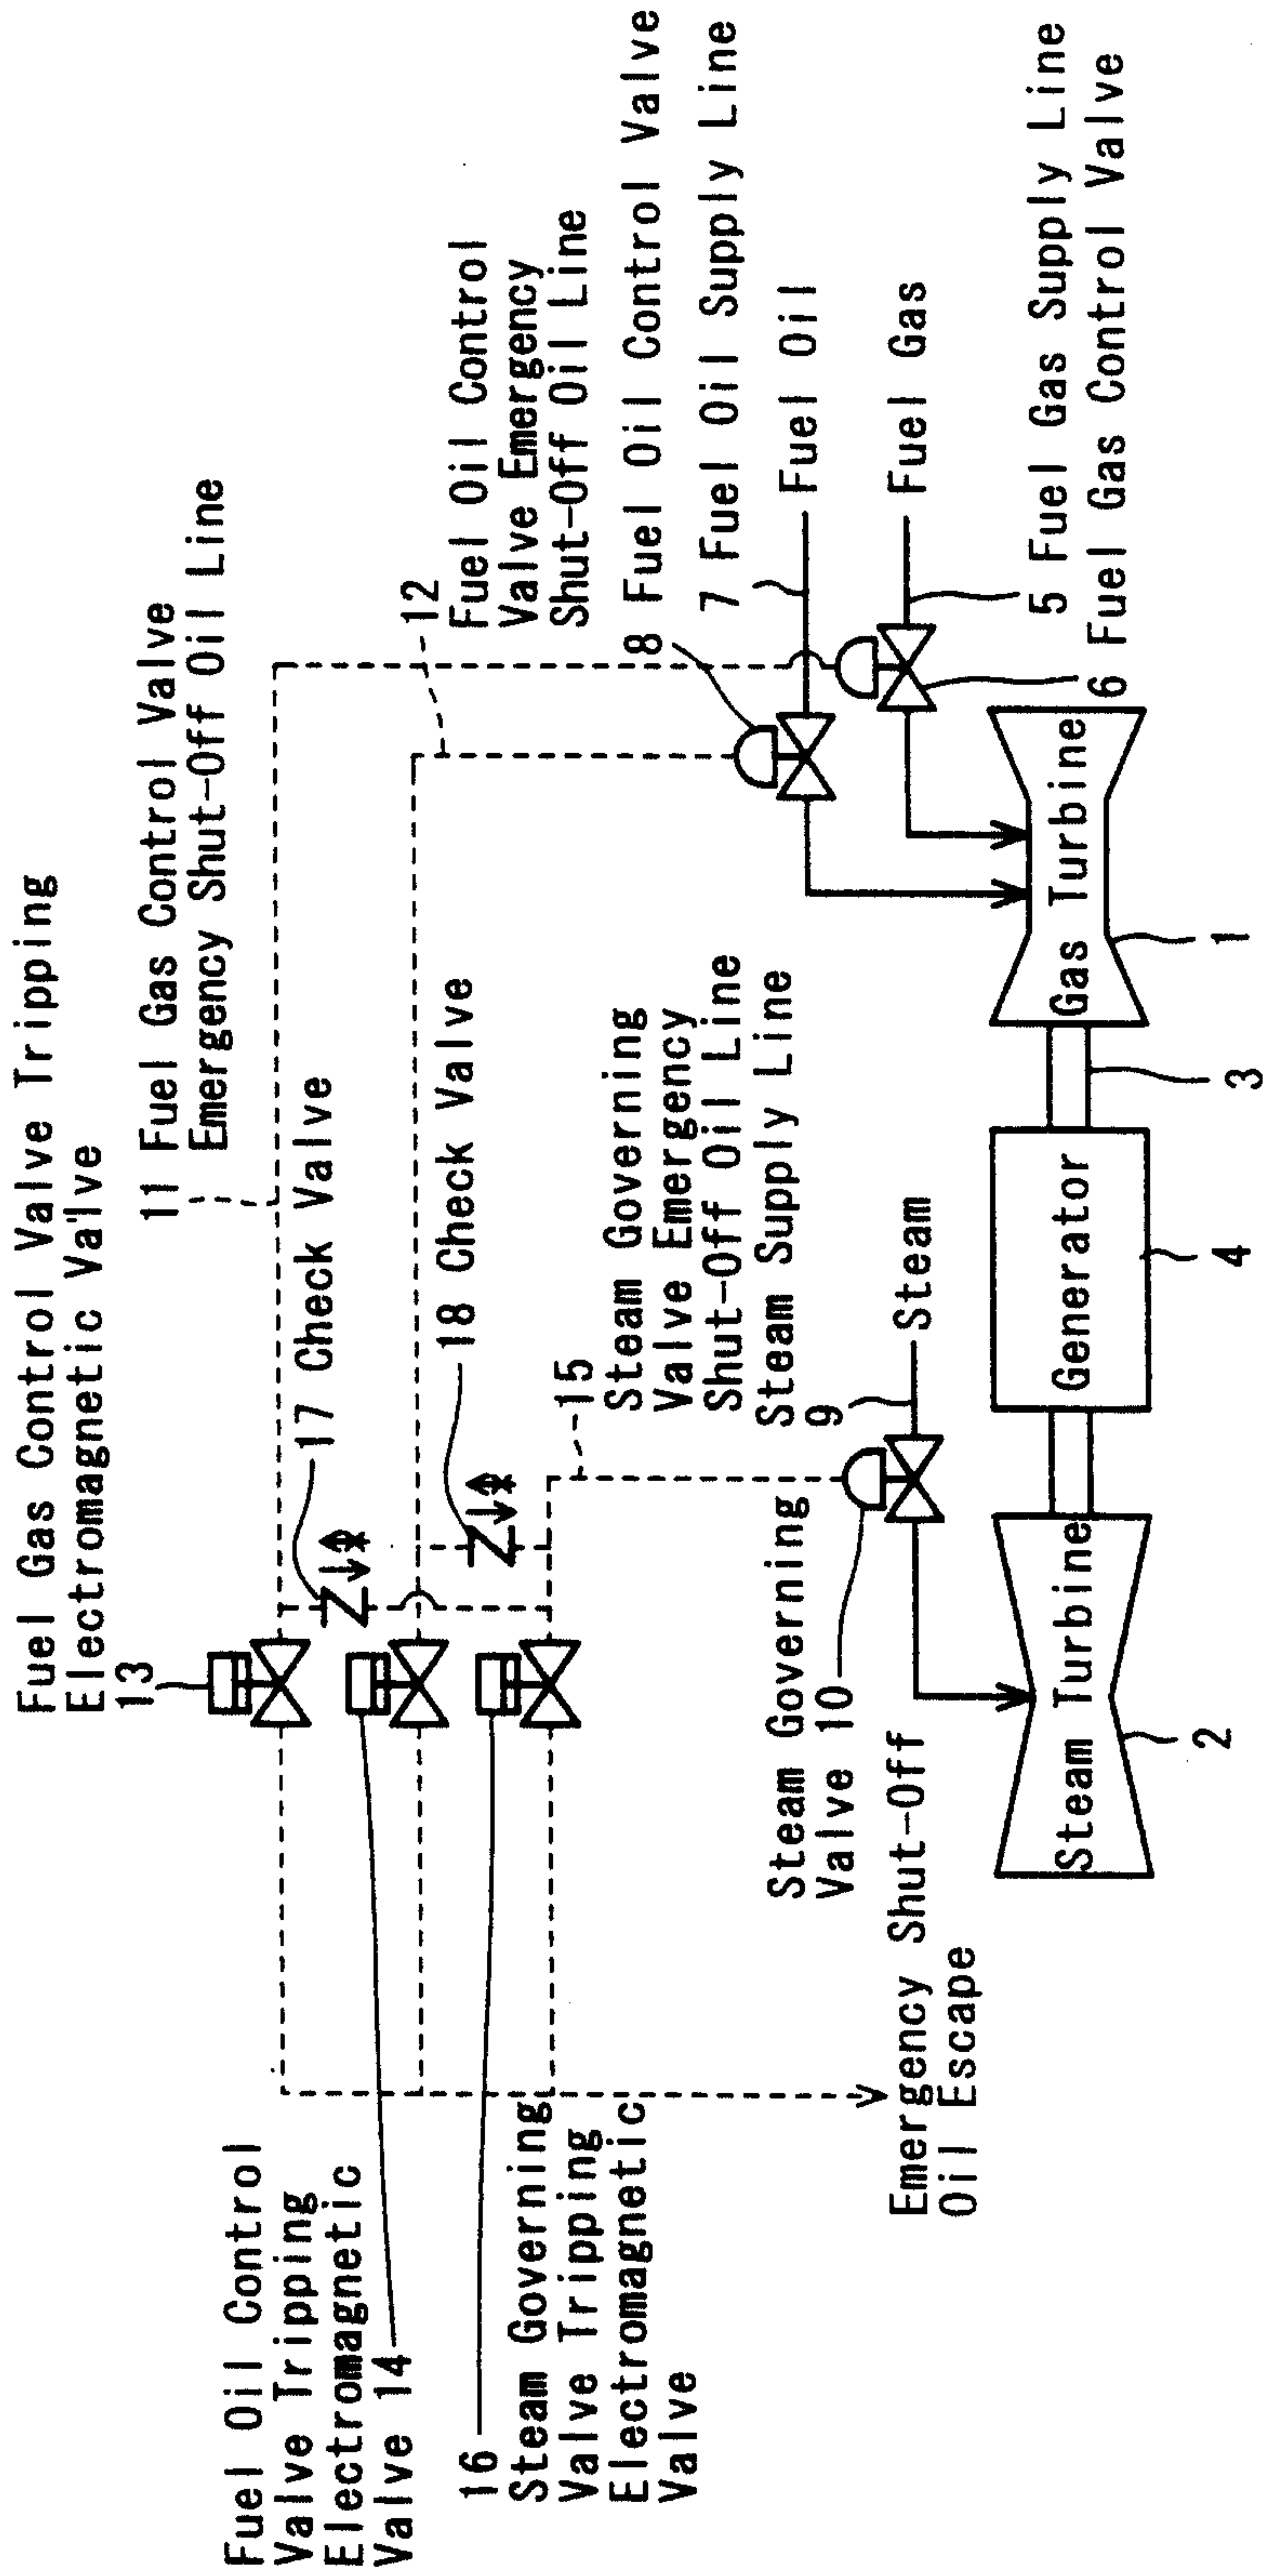 Fuel Gas Control Valve Tripping
Electromagnetic Valve
13
11 Fuel Gas Control Valve
Emergency Shut-Off Oil Line
17 Check Valve
12
Fuel Oil Control
Valve Emergency
Shut-Off Oil Line
18 Check Valve
8 Fuel Oil Control Valve
7 Fuel Oil Supply Line
Fuel Oil
Fuel Gas
5 Fuel Gas Supply Line
6 Fuel Gas Control Valve
15
Steam Governing
Valve Emergency
Shut-Off Oil Line
Steam Supply Line
9
Steam
Steam Governing
Valve 10
Fuel Oil Control
Valve Tripping
Electromagnetic
Valve 14
16
Steam Governing
Valve Tripping
Electromagnetic
Valve
Emergency Shut-Off
Oil Escape
Steam Turbine
Generator
Gas Turbine
2
4
3
1